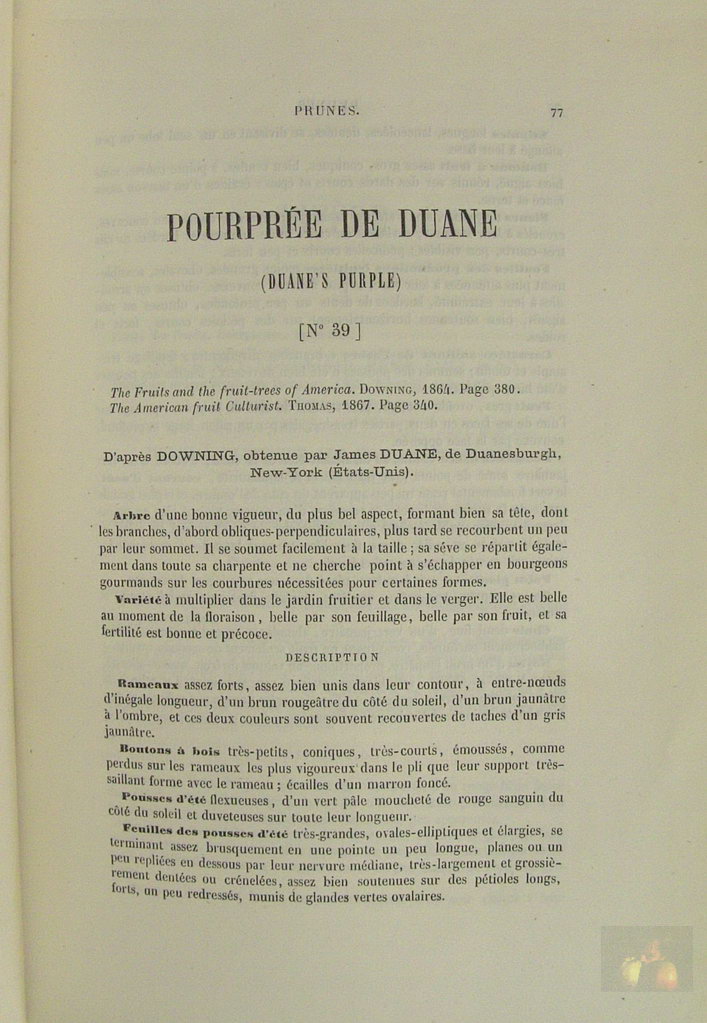 PRUNES. 77
POURPRÉE DE DUANE
(DUANE'S PURPLE)
[N° 39]
The Fruits and the fruit-trees of America. DOWNING, 1864. Page 380.
The American fruit Culturist. THOMAS, 1867. Page 340.
D'après DOWNING, obtenue par James DUANE, de Duanesburgh,
New-York (États-Unis).
Arbre d'une bonne vigueur, du plus bel aspect, formant bien sa tête, dont
les branches, d'abord obliques-perpendiculaires, plus tard se recourbent un peu
par leur sommet. Il se soumet facilement à la taille ; sa séve se répartit égale-
ment dans toute sa charpente et ne cherche point à s'échapper en bourgeons
gourmands sur les courbures nécessitées pour certaines formes.
Variété à multiplier dans le jardin fruitier et dans le verger. Elle est belle
au moment de la floraison, belle par son feuillage, belle par son fruit, et sa
fertilité est bonne et précoce.
DESCRIPTION
Rameaux assez forts, assez bien unis dans leur contour, à entre-nœuds
d'inégale longueur, d'un brun rougeâtre du côté du soleil, d'un brun jaunâtre
à l'ombre, et ces deux couleurs sont souvent recouvertes de taches d'un gris
jaunâtre.
Boutons à bois très-petits, coniques, très-courts, émoussés, comme
perdus sur les rameaux les plus vigoureux dans le pli que leur support très-
saillant forme avec le rameau ; écailles d'un marron foncé.
Pousses d'été flexueuses, d'un vert pâle moucheté de rouge sanguin du
côté du soleil et duveteuses sur toute leur longueur.
Feuilles des pousses d'été très-grandes, ovales-elliptiques et élargies, se
terminant assez brusquement en une pointe un peu longue, planes ou un
peu repliées en dessous par leur nervure médiane, très-largement et grossiè-
rement dentées ou crénelées, assez bien soutenues sur des pétioles longs,
forts, un peu redressés, munis de glandes vertes ovalaires.